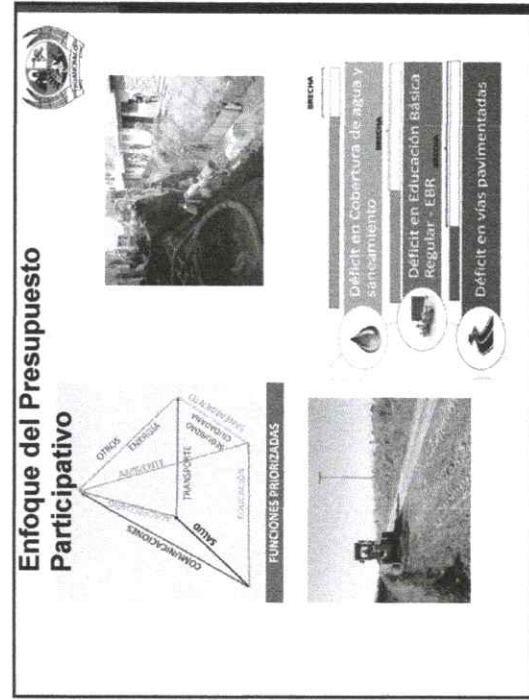 Enfoque del Presupuesto
Participativo
OTROS
ENERGÍA
AMBIENTE
COMUNICACIONES
SALUD
TRANSPORTE
SEGURIDAD
CIUDADANA
SANEAMIENTO
EDUCACIÓN
FUNCIONES PRIORIZADAS
BRECHA
Déficit en Cobertura de agua y
saneamiento
BRECHA
Déficit en Educación Básica
Regular - EBR
Déficit en vías pavimentadas